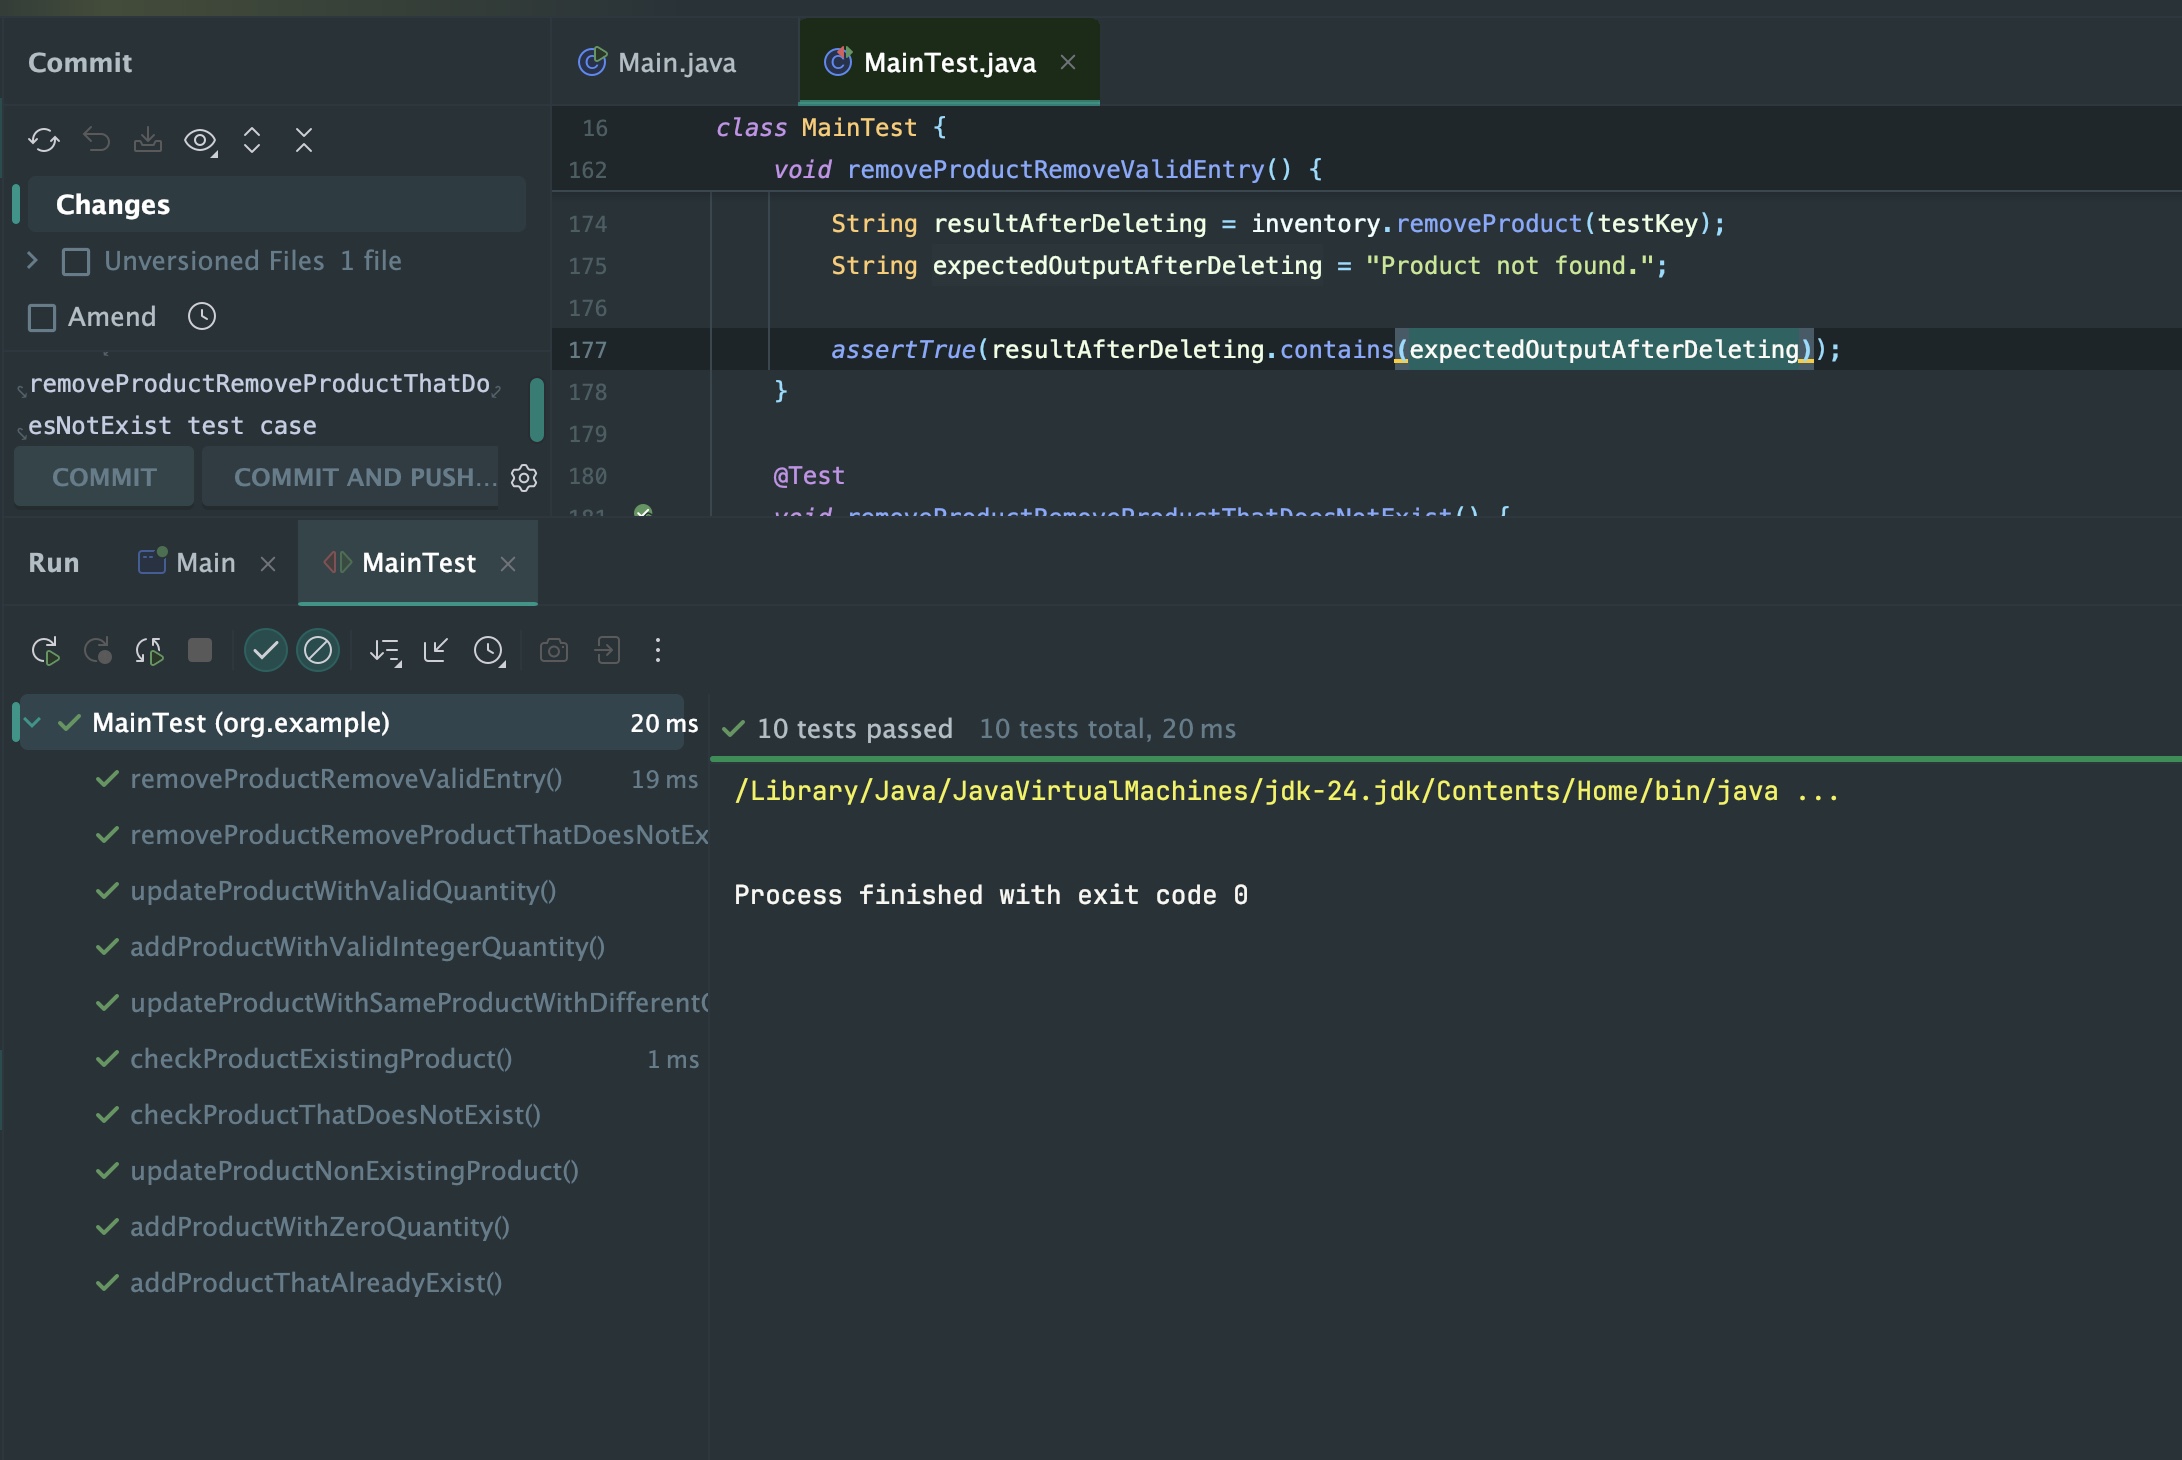 Commit
Main.java
MainTest.java
Changes
Unversioned Files 1 file
Amend
removeProductRemoveProductThatDo
esNotExist test case
COMMIT
COMMIT AND PUSH...
16 class MainTest {
162 void removeProductRemoveValidEntry() {
174 String resultAfterDeleting = inventory.removeProduct(testKey);
175 String expectedOutputAfterDeleting = "Product not found.";
176
177 assertTrue(resultAfterDeleting.contains(expectedOutputAfterDeleting));
178 }
179
180 @Test
181 void removeProductRemoveProductThatDoesNotExist() {
Run
Main
MainTest
MainTest (org.example) 20 ms
removeProductRemoveValidEntry() 19 ms
removeProductRemoveProductThatDoesNotEx
updateProductWithValidQuantity()
addProductWithValidIntegerQuantity()
updateProductWithSameProductWithDifferent
checkProductExistingProduct() 1 ms
checkProductThatDoesNotExist()
updateProductNonExistingProduct()
addProductWithZeroQuantity()
addProductThatAlreadyExist()
10 tests passed 10 tests total, 20 ms
/Library/Java/JavaVirtualMachines/jdk-24.jdk/Contents/Home/bin/java ...
Process finished with exit code 0